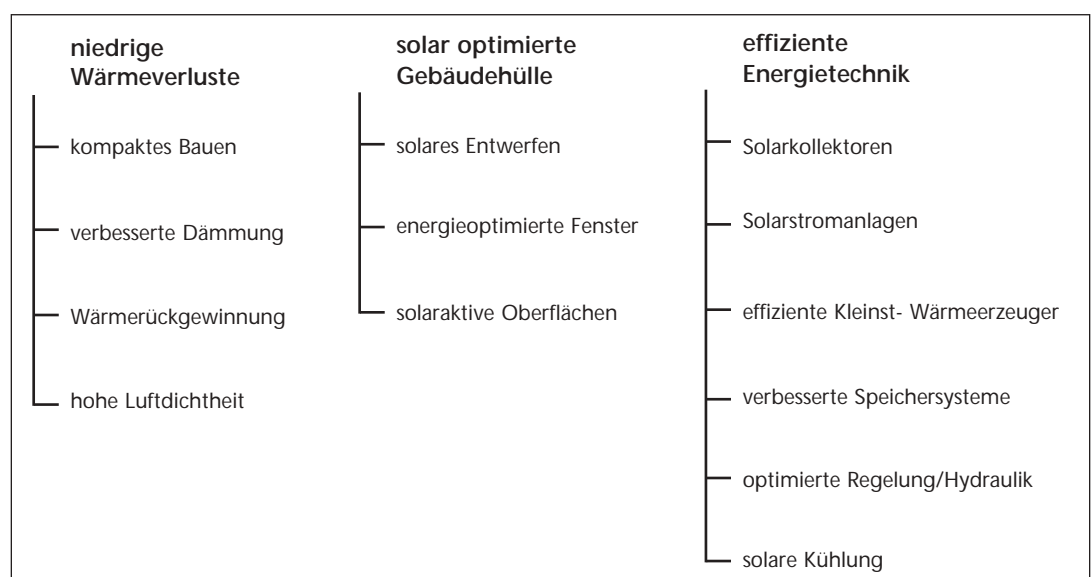 niedrige
Wärmeverluste
kompaktes Bauen
verbesserte Dämmung
Wärmerückgewinnung
hohe Luftdichtheit
solar optimierte
Gebäudehülle
solares Entwerfen
energieoptimierte Fenster
solaraktive Oberflächen
effiziente
Energietechnik
Solarkollektoren
Solarstromanlagen
effiziente Kleinst- Wärmeerzeuger
verbesserte Speichersysteme
optimierte Regelung/Hydraulik
solare Kühlung